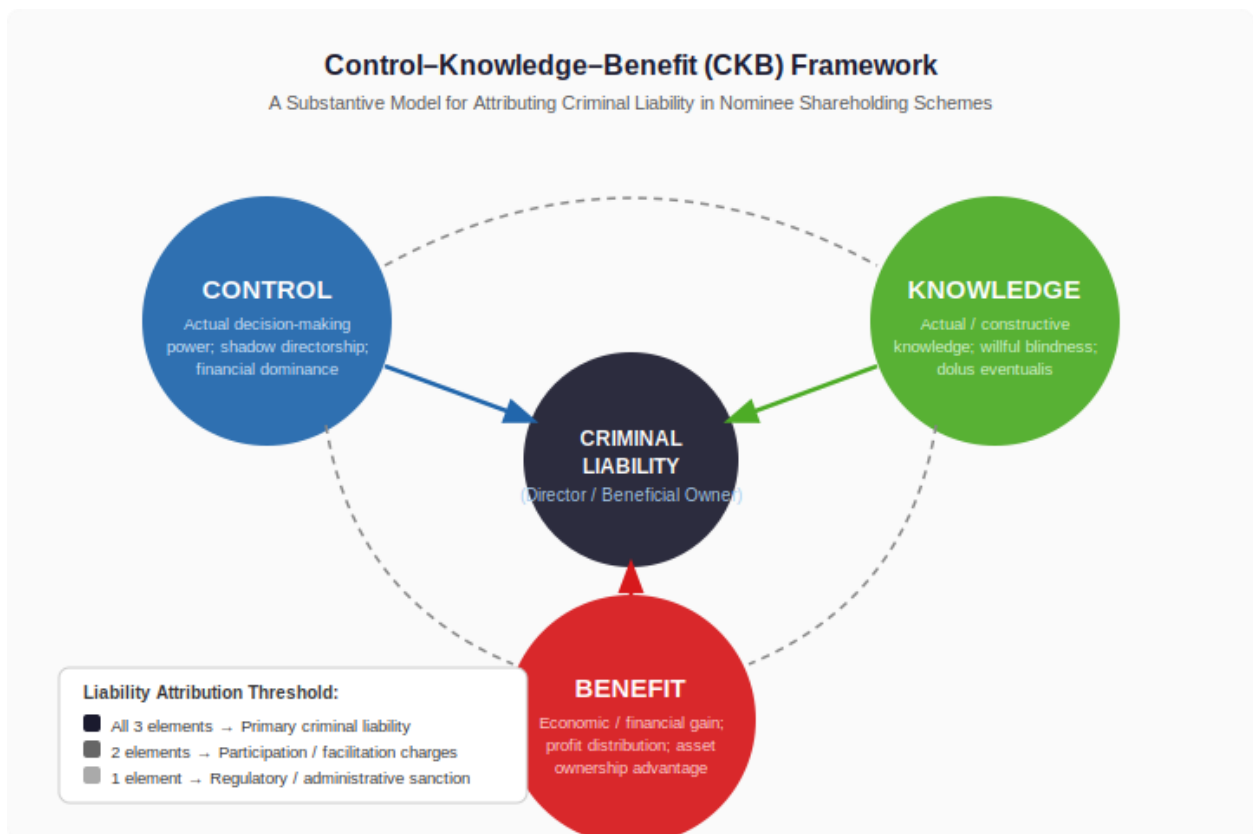 Control–Knowledge–Benefit (CKB) Framework
A Substantive Model for Attributing Criminal Liability in Nominee Shareholding Schemes
CONTROL
Actual decision-making
power; shadow directorship;
financial dominance
KNOWLEDGE
Actual / constructive
knowledge; willful blindness;
dolus eventualis
CRIMINAL
LIABILITY
(Director / Beneficial Owner)
BENEFIT
Economic / financial gain;
profit distribution; asset
ownership advantage
Liability Attribution Threshold:
All 3 elements → Primary criminal liability
2 elements → Participation / facilitation charges
1 element → Regulatory / administrative sanction